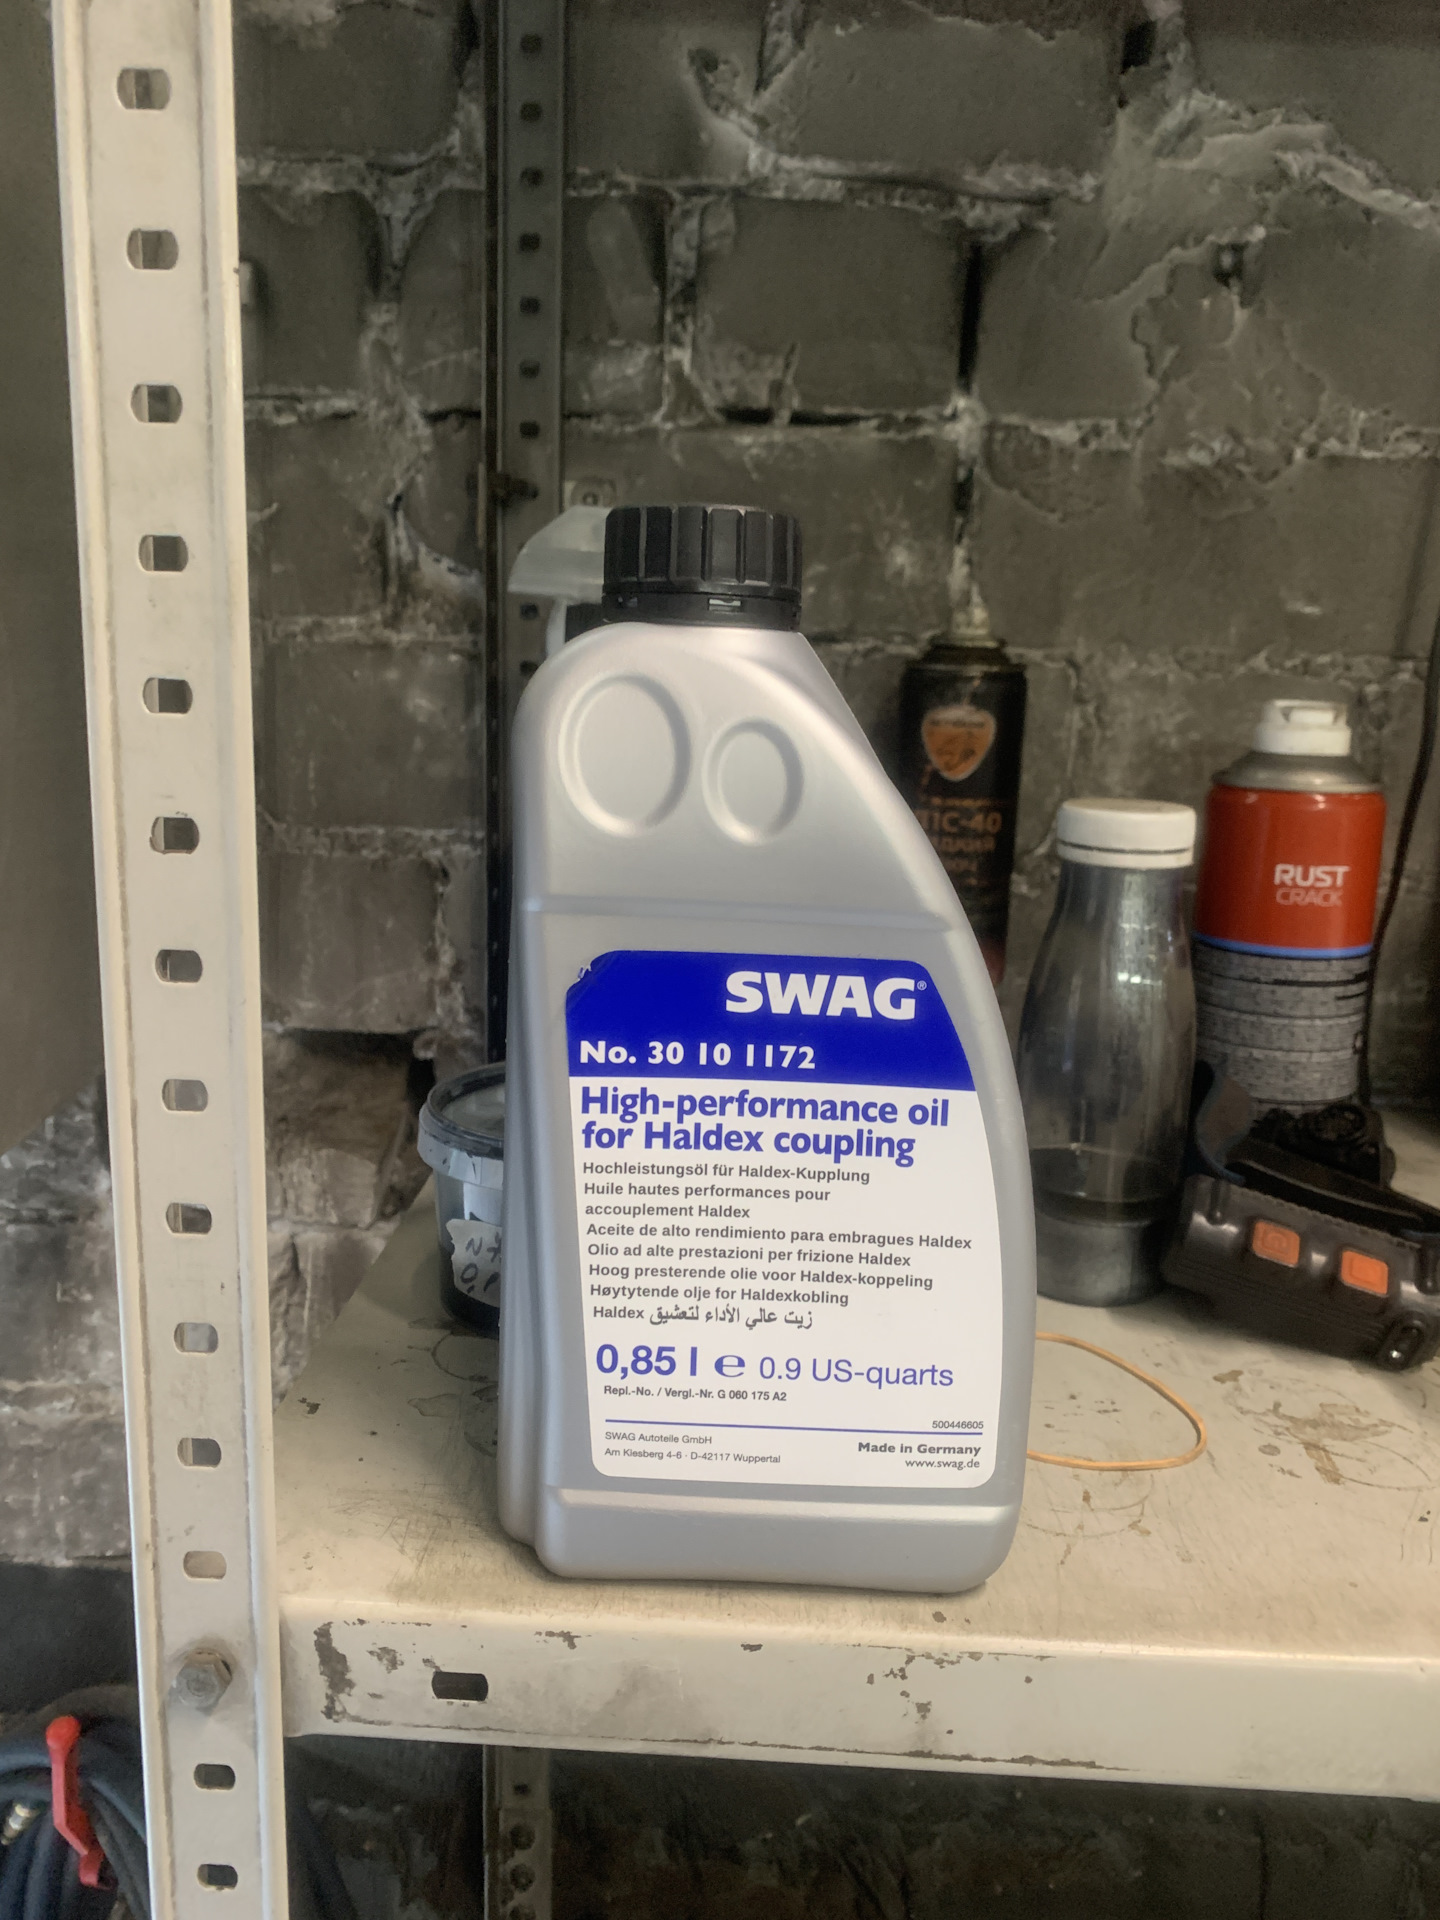 SWAG®
No. 30 10 1172
High-performance oil
for Haldex coupling
Hochleistungsöl für Haldex-Kupplung
Huile hautes performances pour
accouplement Haldex
Aceite de alto rendimiento para embragues Haldex
Olio ad alte prestazioni per frizione Haldex
Hoog presterende olie voor Haldex-koppeling
Høytytende olje for Haldexkobling
زيت عالي الأداء لتعشيق Haldex
0,85 l ℮ 0.9 US-quarts
Repl.-No. / Vergl.-Nr. G 060 175 A2
500446605
SWAG Autoteile GmbH
Am Kiesberg 4-6 · D-42117 Wuppertal
Made in Germany
www.swag.de
RUST
CRACK